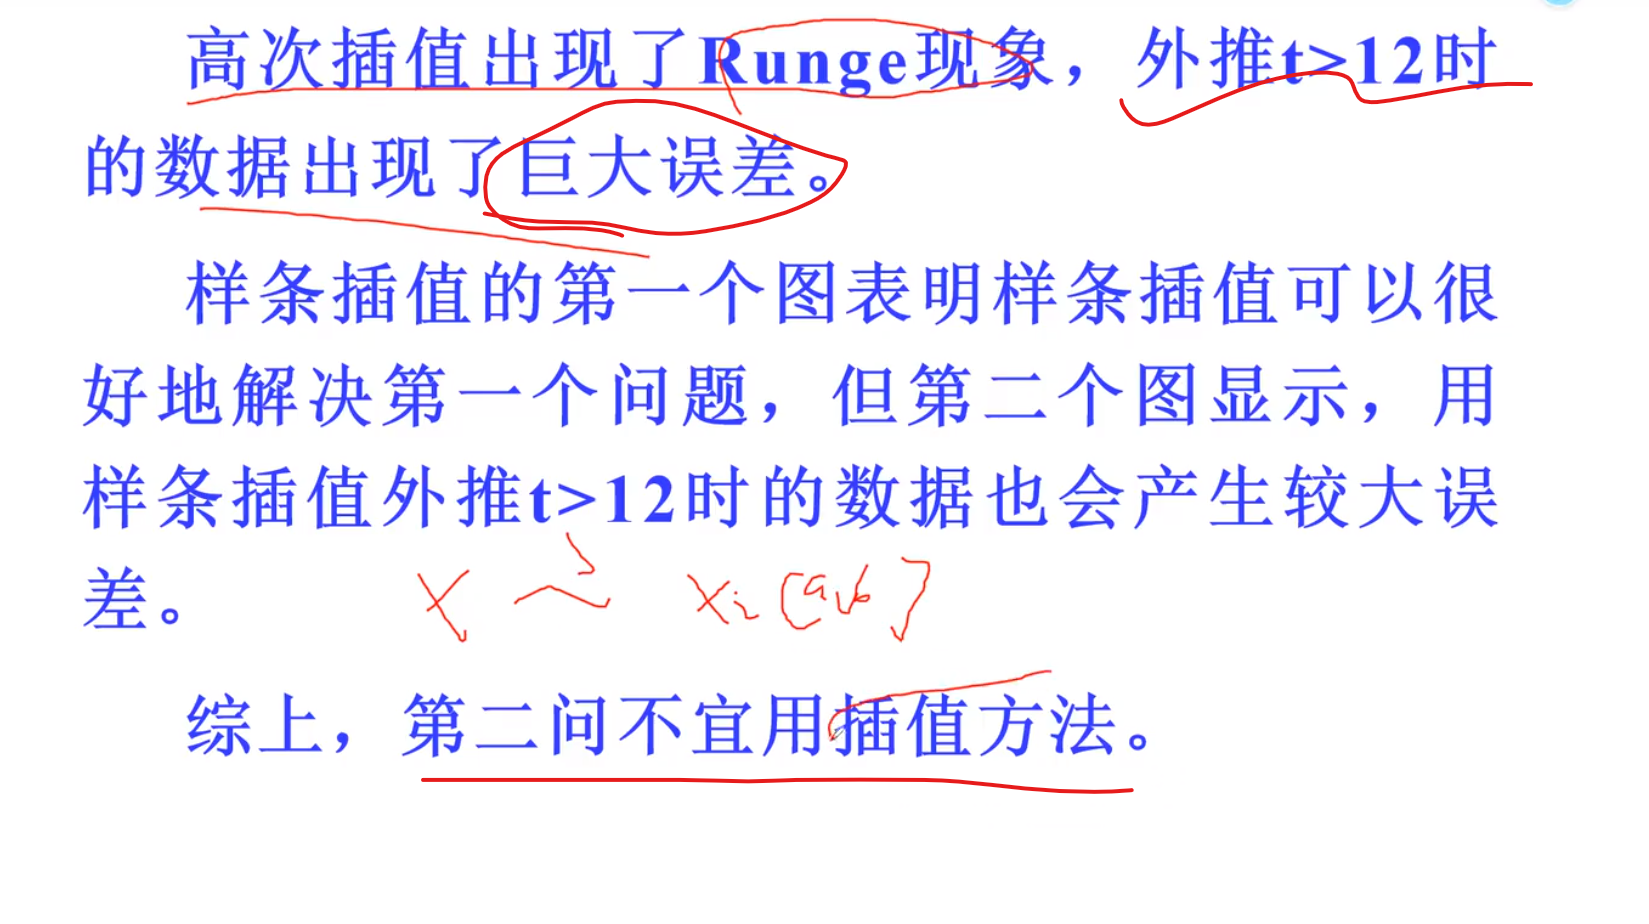 高次插值出现了Runge现象，外推t>12时
的数据出现了巨大误差。
样条插值的第一个图表明样条插值可以很
好地解决第一个问题，但第二个图显示，用
样条插值外推t>12时的数据也会产生较大误
差。
x xi [a,b]
综上，第二问不宜用插值方法。